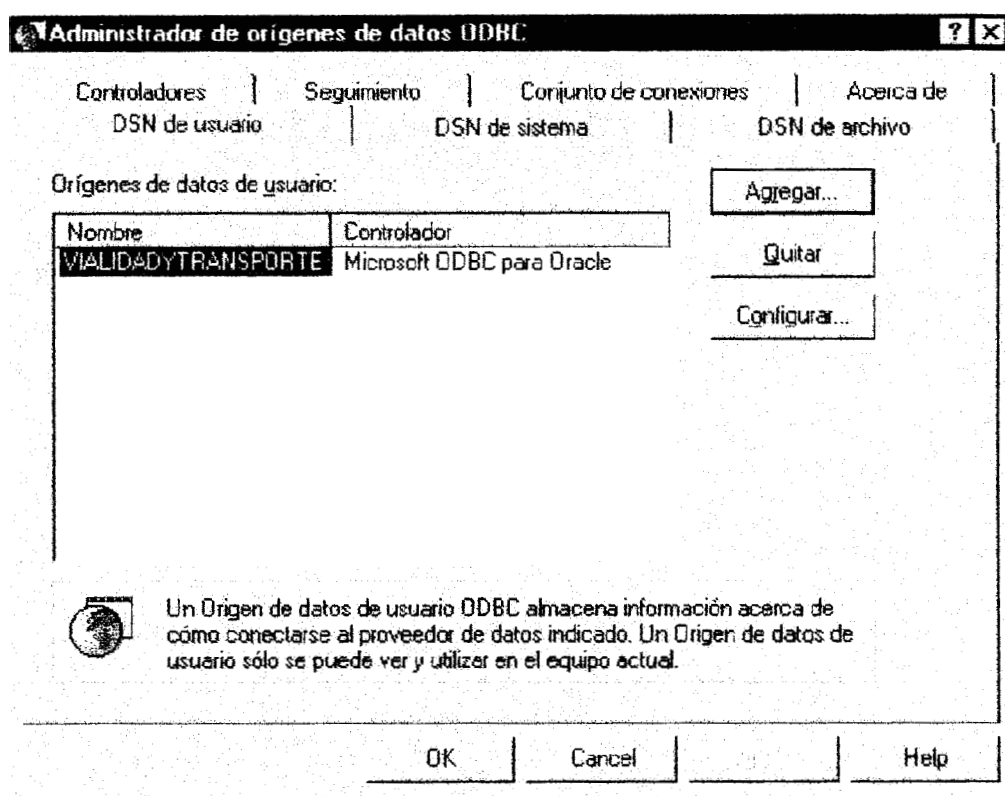 Administrador de orígenes de datos ODBC
Controladores Seguimiento Conjunto de conexiones Acerca de
DSN de usuario DSN de sistema DSN de archivo
Orígenes de datos de usuario:
Agregar...
Nombre Controlador
VIALIDADYTRANSPORTE Microsoft ODBC para Oracle
Quitar
Configurar...
Un Origen de datos de usuario ODBC almacena información acerca de
cómo conectarse al proveedor de datos indicado. Un Origen de datos de
usuario sólo se puede ver y utilizar en el equipo actual.
OK Cancel Help